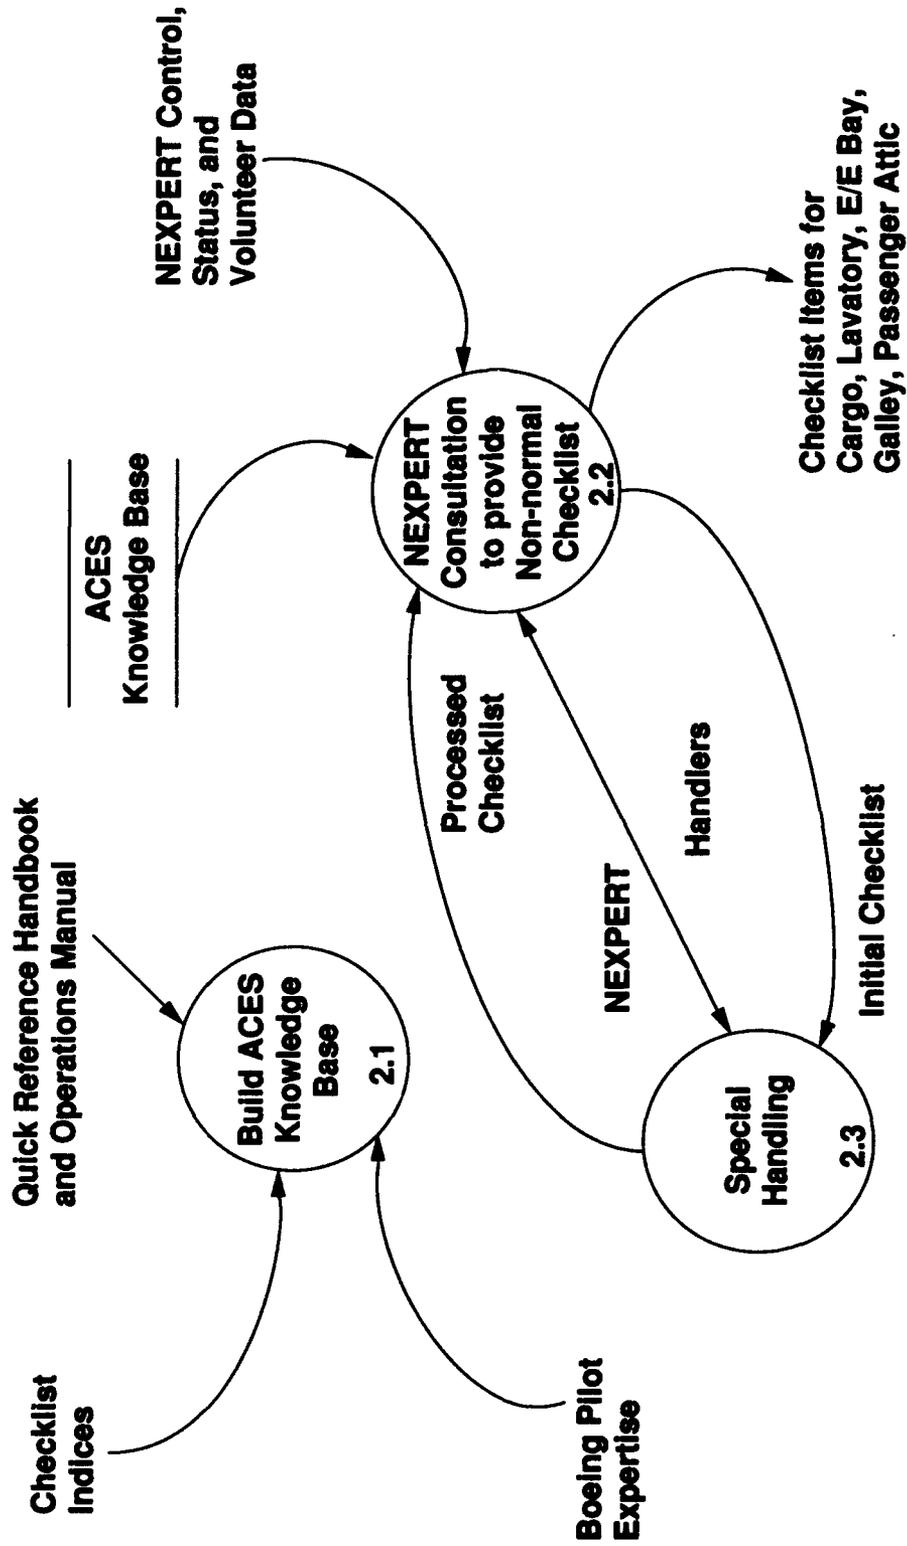 Checklist
Indices
Quick Reference Handbook
and Operations Manual
ACES
Knowledge Base
NEXPERT Control,
Status, and
Volunteer Data
Build ACES
Knowledge
Base
2.1
Boeing Pilot
Expertise
Processed
Checklist
NEXPERT
Consultation
to provide
Non-normal
Checklist
2.2
NEXPERT
Handlers
Special
Handling
2.3
Initial Checklist
Checklist Items for
Cargo, Lavatory, E/E Bay,
Galley, Passenger Attic